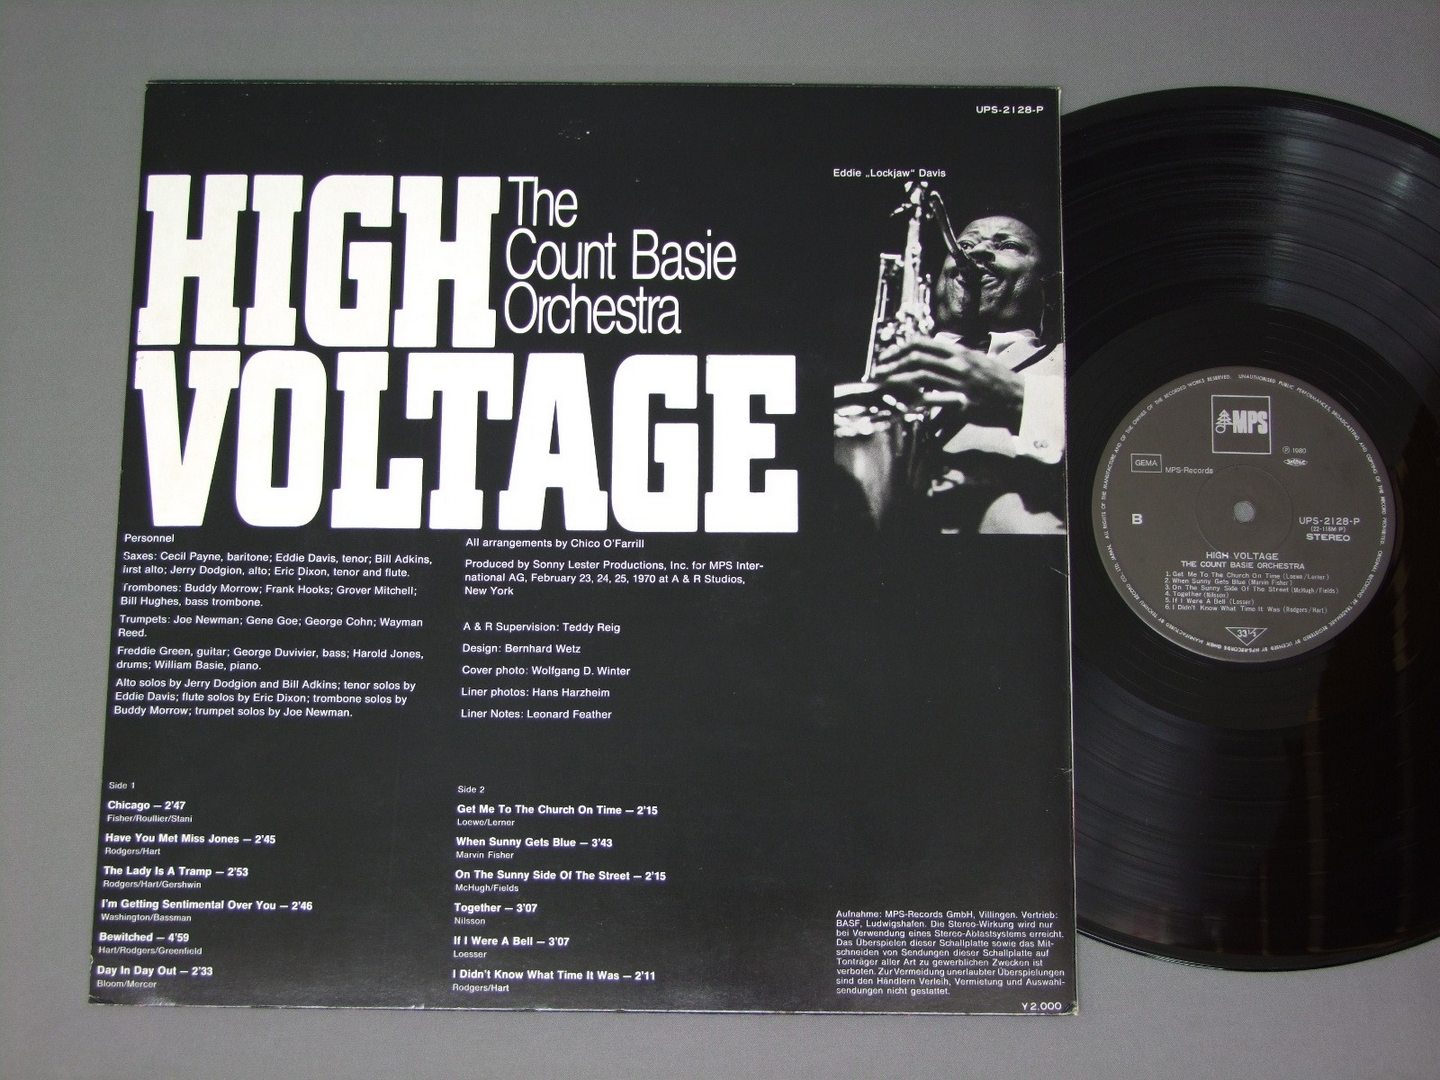 UPS-2128-P
Eddie „Lockjaw" Davis
HIGH
VOLTAGE
The
Count Basie
Orchestra
Personnel
Saxes: Cecil Payne, baritone; Eddie Davis, tenor; Bill Adkins,
first alto; Jerry Dodgion, alto; Eric Dixon, tenor and flute.
Trombones: Buddy Morrow; Frank Hooks; Grover Mitchell;
Bill Hughes, bass trombone.
Trumpets: Joe Newman; Gene Goe; George Cohn; Wayman
Reed.
Freddie Green, guitar; George Duvivier, bass; Harold Jones,
drums; William Basie, piano.
Alto solos by Jerry Dodgion and Bill Adkins; tenor solos by
Eddie Davis; flute solos by Eric Dixon; trombone solos by
Buddy Morrow; trumpet solos by Joe Newman.
All arrangements by Chico O'Farrill
Produced by Sonny Lester Productions, Inc. for MPS Inter-
national AG, February 23, 24, 25, 1970 at A & R Studios,
New York
A & R Supervision: Teddy Reig
Design: Bernhard Wetz
Cover photo: Wolfgang D. Winter
Liner photos: Hans Harzheim
Liner Notes: Leonard Feather
Side 1
Chicago — 2'47
Fisher/Roullier/Stani
Have You Met Miss Jones — 2'45
Rodgers/Hart
The Lady Is A Tramp — 2'53
Rodgers/Hart/Gershwin
I'm Getting Sentimental Over You — 2'46
Washington/Bassman
Bewitched — 4'59
Hart/Rodgers/Greenfield
Day In Day Out — 2'33
Bloom/Mercer
Side 2
Get Me To The Church On Time — 2'15
Loewe/Lerner
When Sunny Gets Blue — 3'43
Marvin Fisher
On The Sunny Side Of The Street — 2'15
McHugh/Fields
Together — 3'07
Nilsson
If I Were A Bell — 3'07
Loesser
I Didn't Know What Time It Was — 2'11
Rodgers/Hart
Aufnahme: MPS-Records GmbH, Villingen. Vertrieb:
BASF, Ludwigshafen. Die Stereo-Wirkung wird nur
bei Verwendung eines Stereo-Abtastsystems erreicht.
Das Überspielen dieser Schallplatte sowie das Mit-
schneiden von Sendungen dieser Schallplatte auf
Tonträger aller Art zu gewerblichen Zwecken ist
verboten. Zur Vermeidung unerlaubter Überspielungen
sind den Händlern Verleih, Vermietung und Auswahl-
sendungen nicht gestattet.
Y2,000
MPS
GEMA
MPS-Records
℗ 1980
B
UPS-2128-P
(22-118M P)
STEREO
HIGH VOLTAGE
THE COUNT BASIE ORCHESTRA
1. Get Me To The Church On Time (Loewe/Lerner)
2. When Sunny Gets Blue (Marvin Fisher)
3. On The Sunny Side Of The Street (McHugh/Fields)
4. Together (Nilsson)
5. If I Were A Bell (Loesser)
6. I Didn't Know What Time It Was (Rodgers/Hart)
33⅓